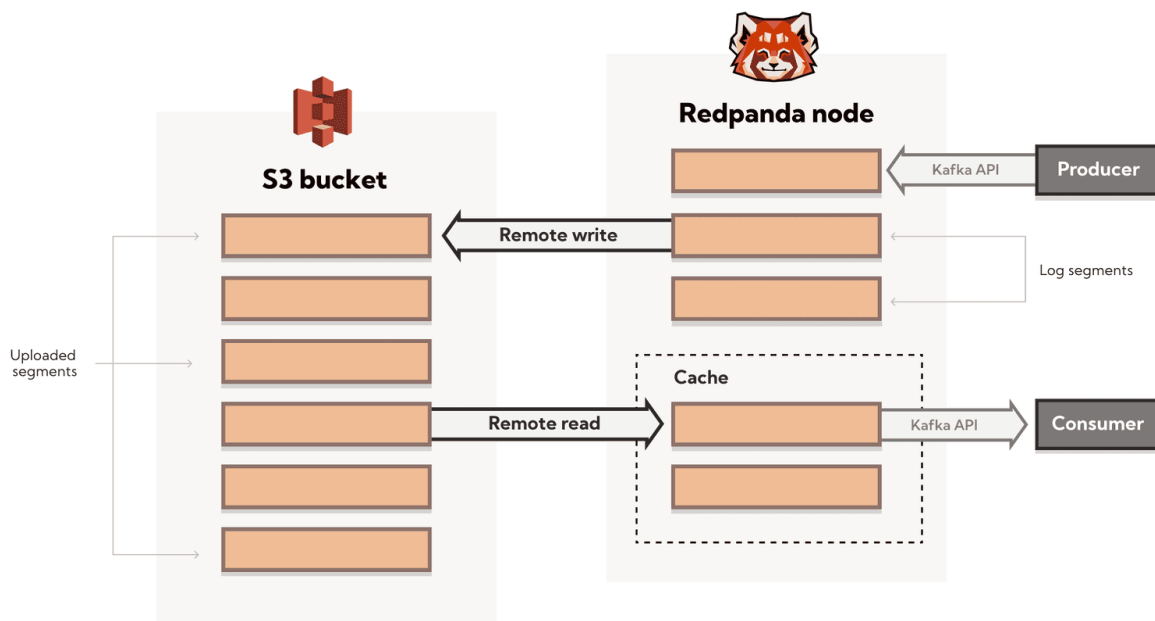 Redpanda node
S3 bucket
Kafka API
Producer
Remote write
Log segments
Uploaded
segments
Cache
Remote read
Kafka API
Consumer